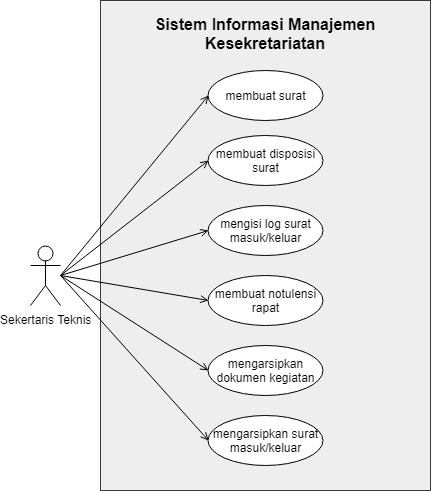 Sistem Informasi Manajemen
Kesekretariatan
membuat surat
membuat disposisi
surat
mengisi log surat
masuk/keluar
membuat notulensi
rapat
Sekertaris Teknis
mengarsipkan
dokumen kegiatan
mengarsipkan surat
masuk/keluar